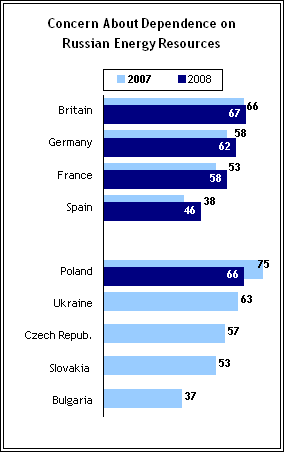 Concern About Dependence on
Russian Energy Resources
2007 2008
Britain 66 67
Germany 58 62
France 53 58
Spain 38 46
Poland 75 66
Ukraine 63
Czech Repub. 57
Slovakia 53
Bulgaria 37